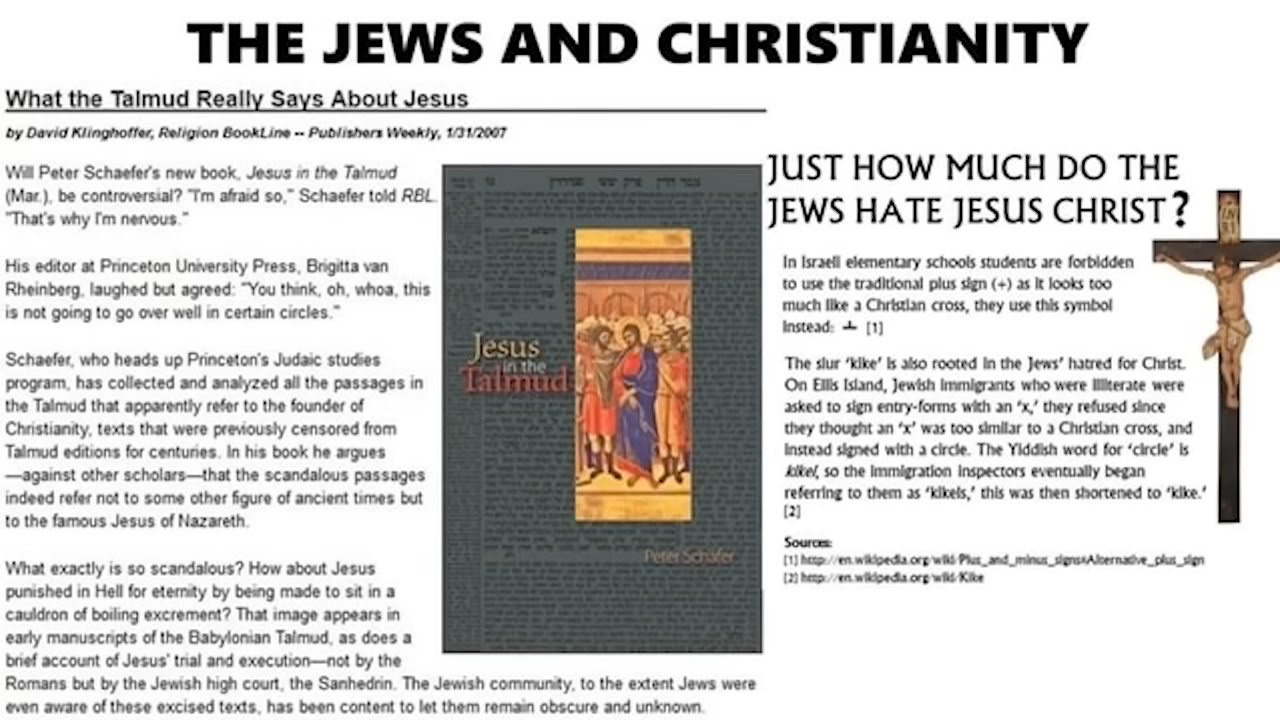 THE JEWS AND CHRISTIANITY
What the Talmud Really Says About Jesus
by David Klinghoffer, Religion BookLine -- Publishers Weekly, 1/31/2007
Will Peter Schaefer's new book, Jesus in the Talmud
(Mar.), be controversial? "I'm afraid so," Schaefer told RBL.
"That's why I'm nervous."
His editor at Princeton University Press, Brigitta van
Rheinberg, laughed but agreed: "You think, oh, whoa, this
is not going to go over well in certain circles."
Schaefer, who heads up Princeton's Judaic studies
program, has collected and analyzed all the passages in
the Talmud that apparently refer to the founder of
Christianity, texts that were previously censored from
Talmud editions for centuries. In his book he argues
—against other scholars—that the scandalous passages
indeed refer not to some other figure of ancient times but
to the famous Jesus of Nazareth.
What exactly is so scandalous? How about Jesus
punished in Hell for eternity by being made to sit in a
cauldron of boiling excrement? That image appears in
early manuscripts of the Babylonian Talmud, as does a
brief account of Jesus' trial and execution—not by the
Romans but by the Jewish high court, the Sanhedrin. The Jewish community, to the extent Jews were
even aware of these excised texts, has been content to let them remain obscure and unknown.
Jesus
in the
Talmud
Peter Schäfer
JUST HOW MUCH DO THE
JEWS HATE JESUS CHRIST?
In Israeli elementary schools students are forbidden
to use the traditional plus sign (+) as it looks too
much like a Christian cross, they use this symbol
instead: ﬩ [1]
The slur 'kike' is also rooted in the Jews' hatred for Christ.
On Ellis Island, Jewish immigrants who were illiterate were
asked to sign entry-forms with an 'x,' they refused since
they thought an 'x' was too similar to a Christian cross, and
instead signed with a circle. The Yiddish word for 'circle' is
kikel, so the immigration inspectors eventually began
referring to them as 'kikels,' this was then shortened to 'kike.'
[2]
Sources:
[1] http://en.wikipedia.org/wiki/Plus_and_minus_signs#Alternative_plus_sign
[2] http://en.wikipedia.org/wiki/Kike